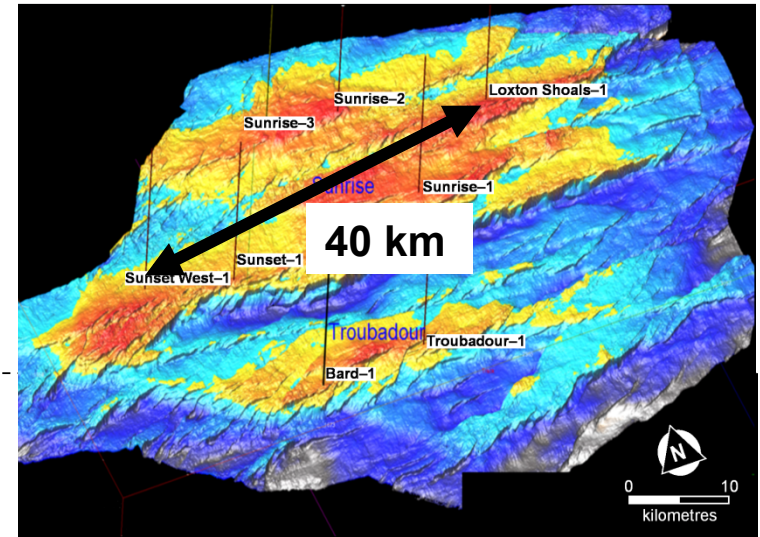 Loxton Shoals–1
Sunrise–2
Sunrise–3
Sunrise
Sunrise–1
40 km
Sunset–1
Sunset West–1
Troubadour
Troubadour–1
Bard–1
N
0 10
kilometres